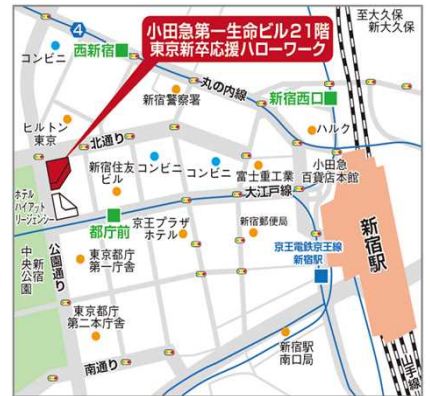 至大久保
新大久保
小田急第一生命ビル21階
東京新卒応援ハローワーク
4
コンビニ
西新宿
丸の内線
新宿警察署
新宿西口
ヒルトン
東京
北通り
ハルク
新宿住友
ビル
コンビニ
コンビニ
富士重工業
小田急
百貨店本館
大江戸線
ホテル
ハイアット
リージェンシー
都庁前
京王プラザ
ホテル
新宿郵便局
新宿駅
京王電鉄京王線
新宿駅
公園通り
新宿
中央公園
東京都庁
第一庁舎
東京都庁
第二本庁舎
南通り
新宿駅
南口局
山手線